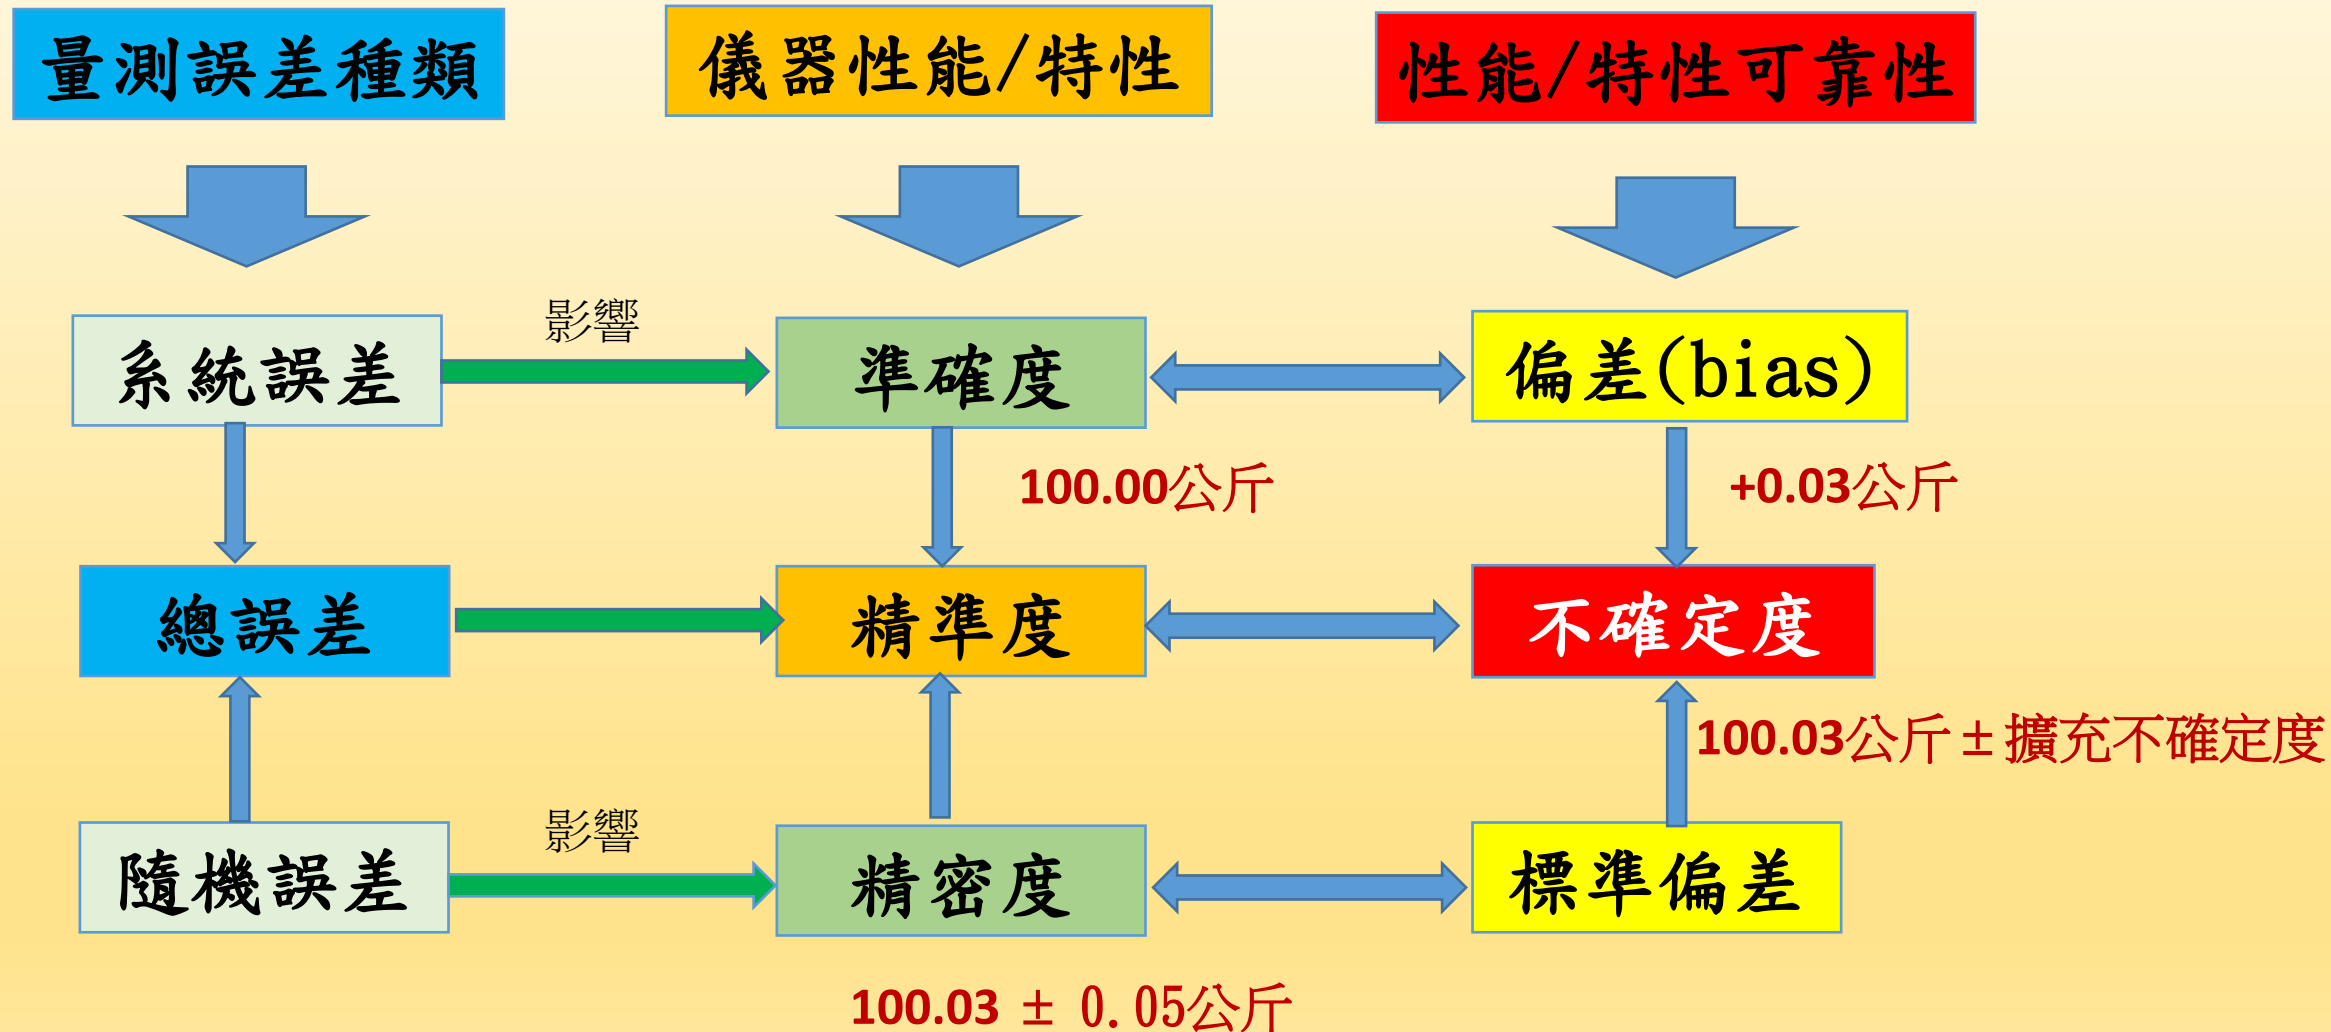 量測誤差種類
儀器性能/特性
性能/特性可靠性
影響
系統誤差
準確度
偏差(bias)
100.00公斤
+0.03公斤
總誤差
精準度
不確定度
100.03公斤±擴充不確定度
影響
隨機誤差
精密度
標準偏差
100.03 ± 0.05公斤